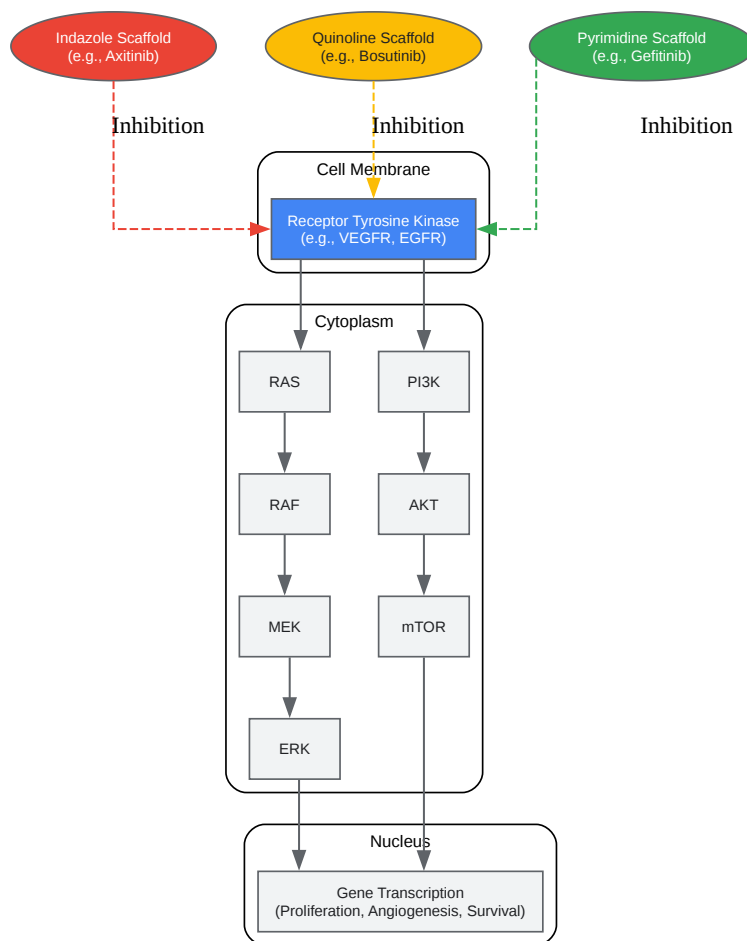 Indazole Scaffold
(e.g., Axitinib)
Quinoline Scaffold
(e.g., Bosutinib)
Pyrimidine Scaffold
(e.g., Gefitinib)
Inhibition
Inhibition
Inhibition
Cell Membrane
Receptor Tyrosine Kinase
(e.g., VEGFR, EGFR)
Cytoplasm
RAS
PI3K
RAF
AKT
MEK
mTOR
ERK
Nucleus
Gene Transcription
(Proliferation, Angiogenesis, Survival)